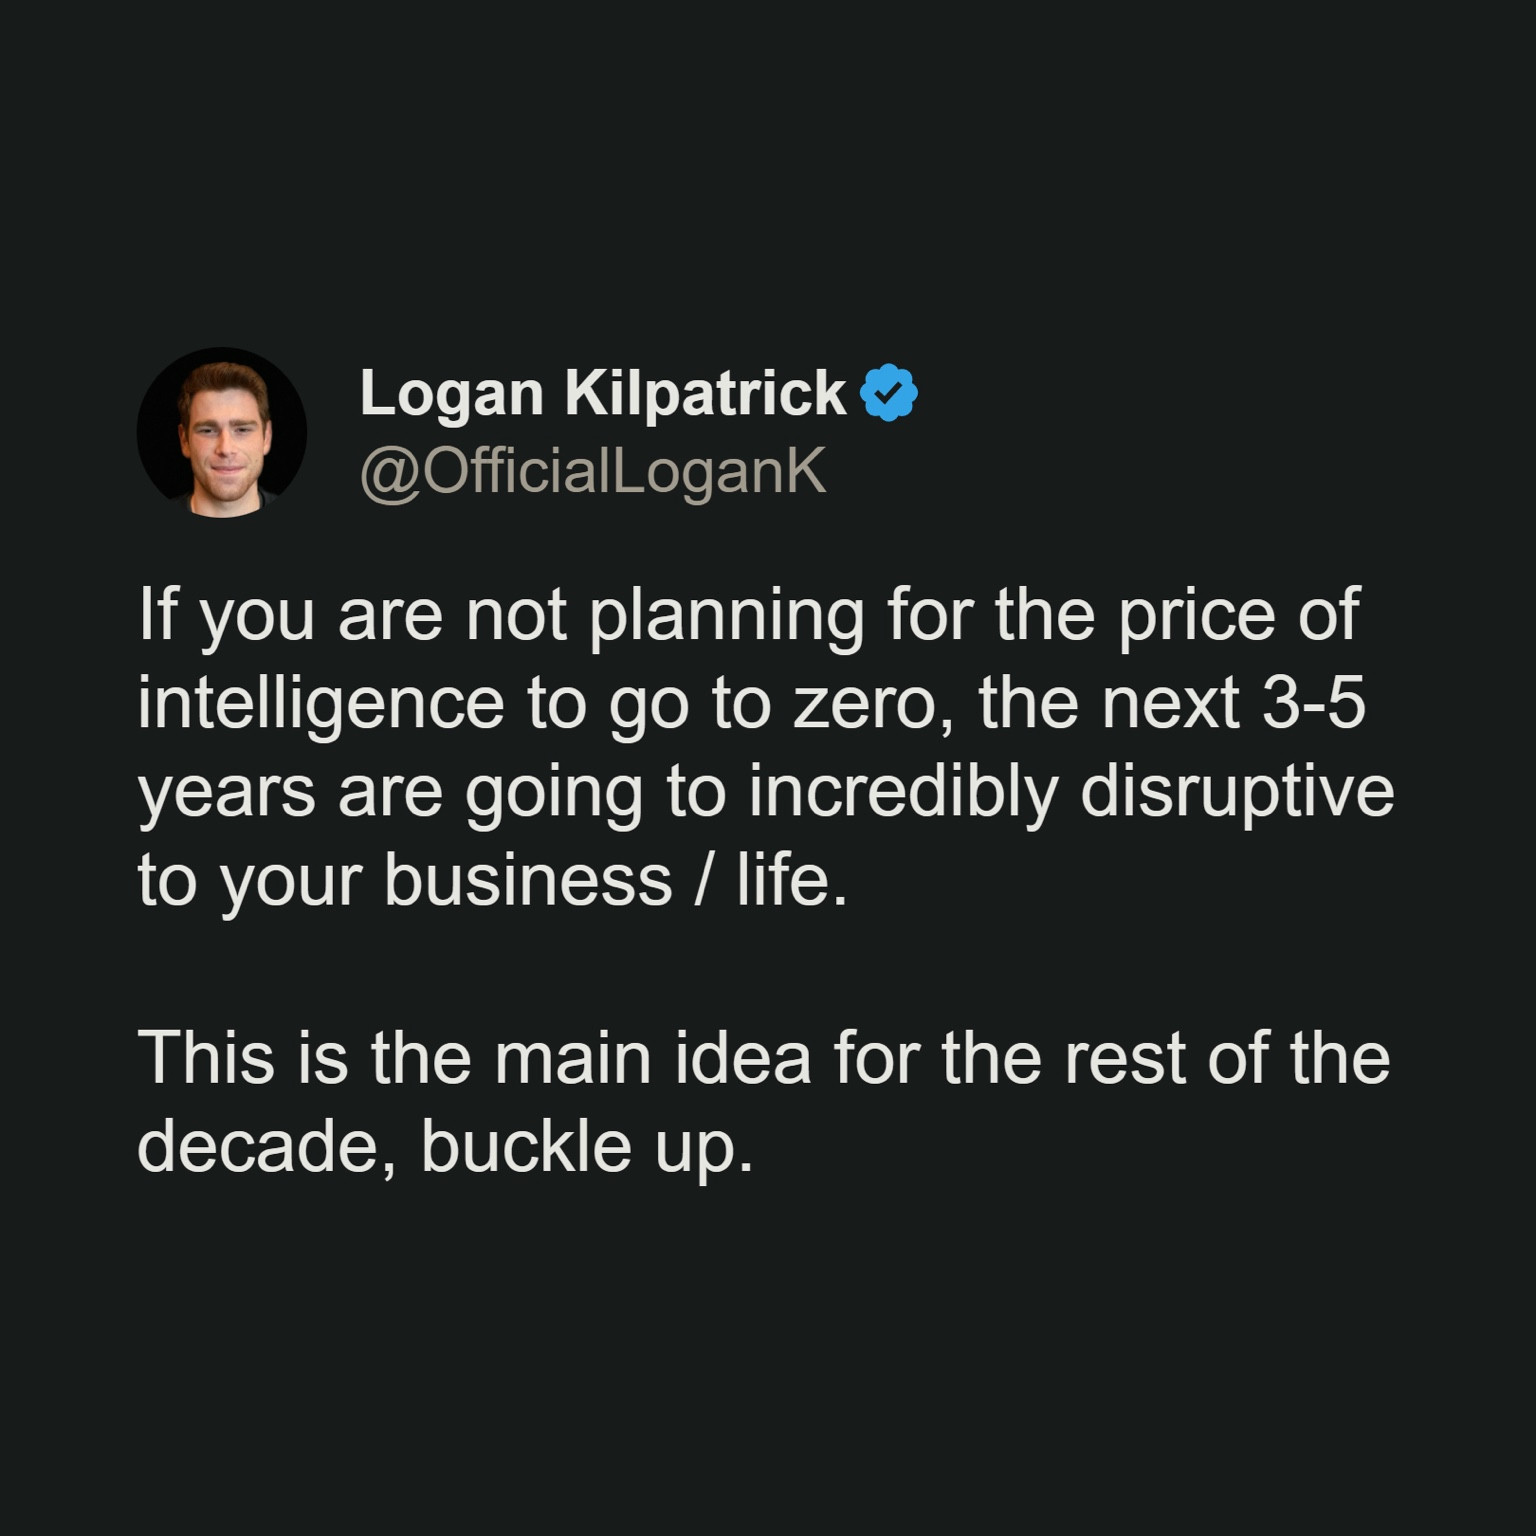 Logan Kilpatrick
@OfficialLoganK
If you are not planning for the price of
intelligence to go to zero, the next 3-5
years are going to incredibly disruptive
to your business / life.
This is the main idea for the rest of the
decade, buckle up.